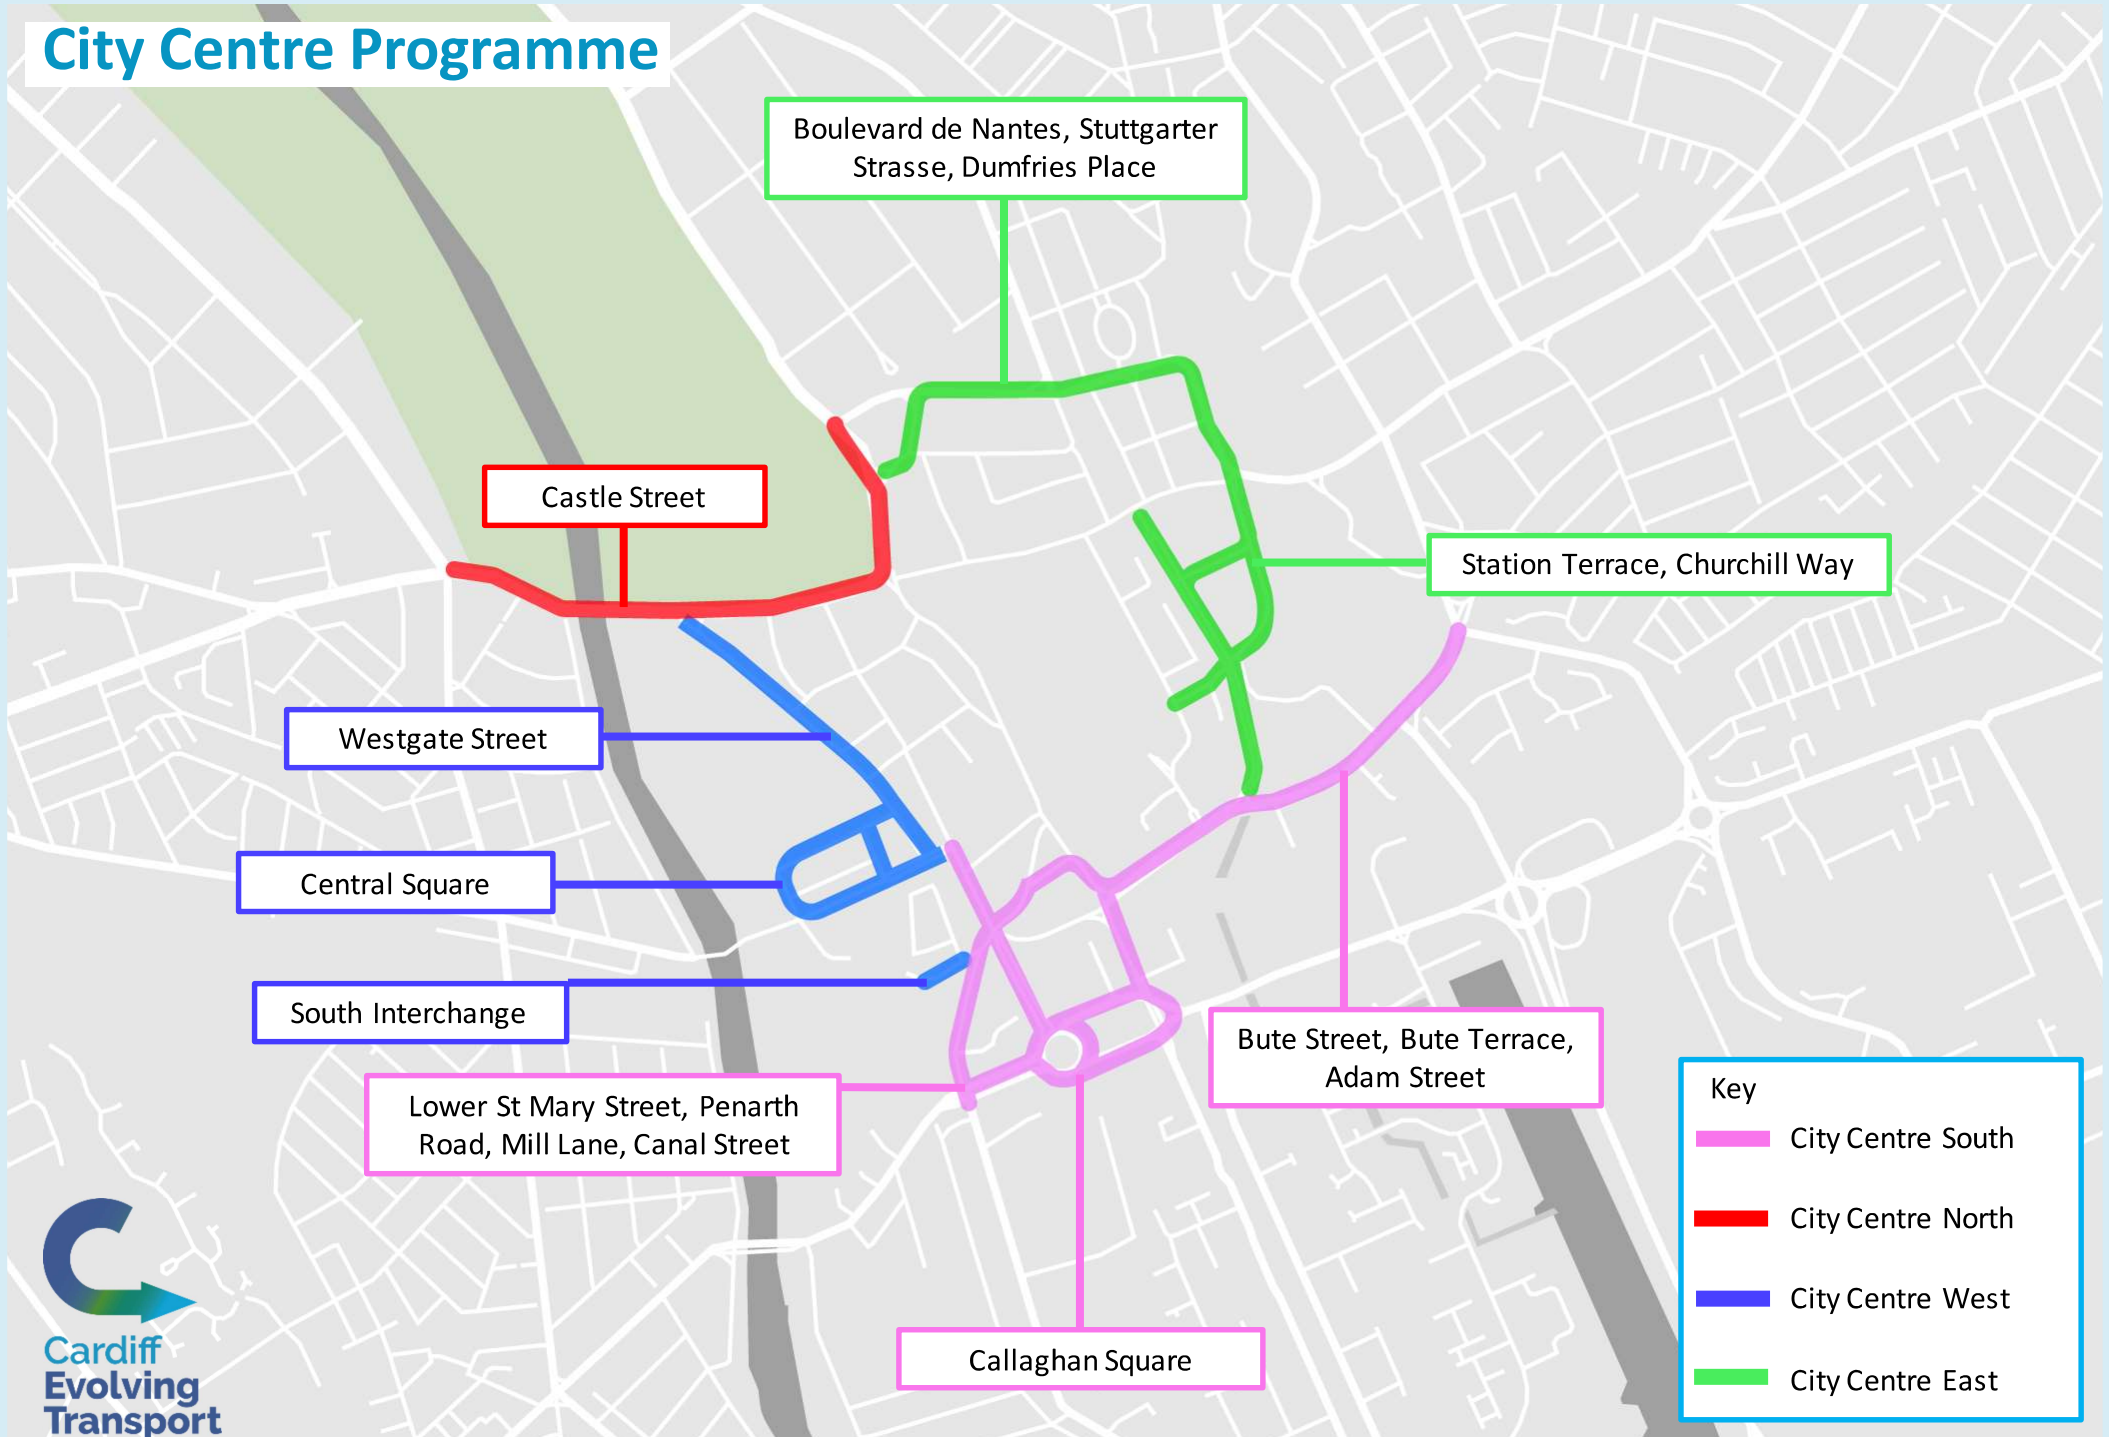 City Centre Programme
Boulevard de Nantes, Stuttgarter
Strasse, Dumfries Place
Castle Street
Station Terrace, Churchill Way
Westgate Street
Central Square
South Interchange
Bute Street, Bute Terrace,
Adam Street
Lower St Mary Street, Penarth
Road, Mill Lane, Canal Street
Callaghan Square
Key
City Centre South
City Centre North
City Centre West
City Centre East
Cardiff
Evolving
Transport